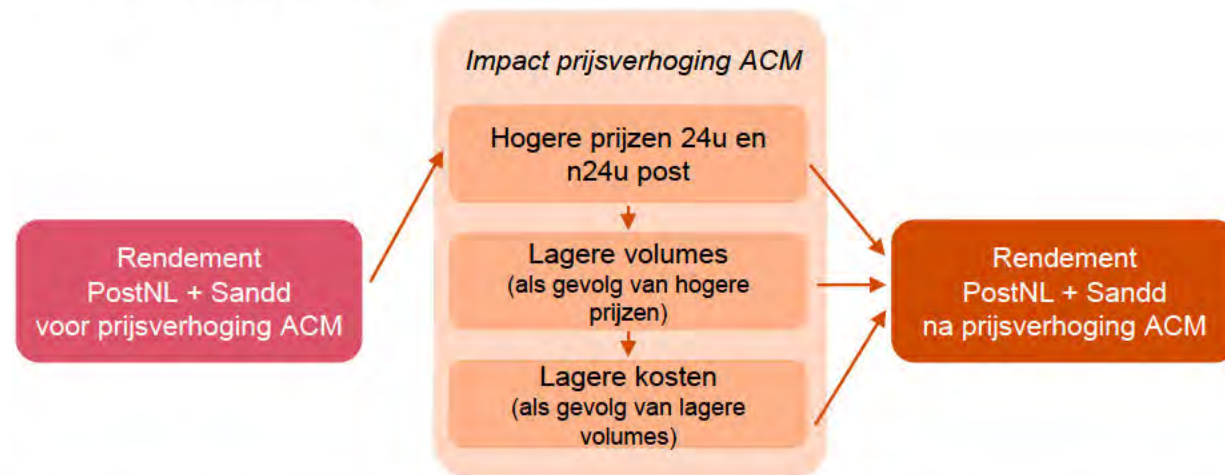 Impact prijsverhoging ACM
Hogere prijzen 24u en
n24u post
Rendement
PostNL + Sandd
voor prijsverhoging ACM
Lagere volumes
(als gevolg van hogere
prijzen)
Rendement
PostNL + Sandd
na prijsverhoging ACM
Lagere kosten
(als gevolg van lagere
volumes)